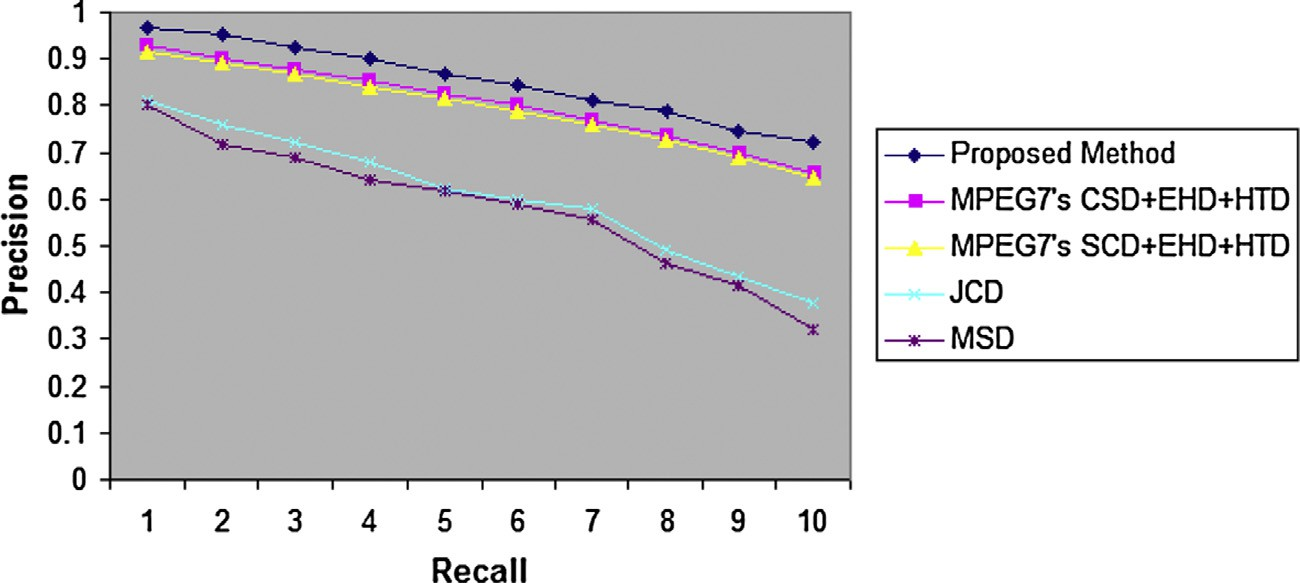 1
0.9
0.8
0.7
0.6
0.5
0.4
0.3
0.2
0.1
0
Precision
1 2 3 4 5 6 7 8 9 10
Recall
Proposed Method
MPEG7's CSD+EHD+HTD
MPEG7's SCD+EHD+HTD
JCD
MSD